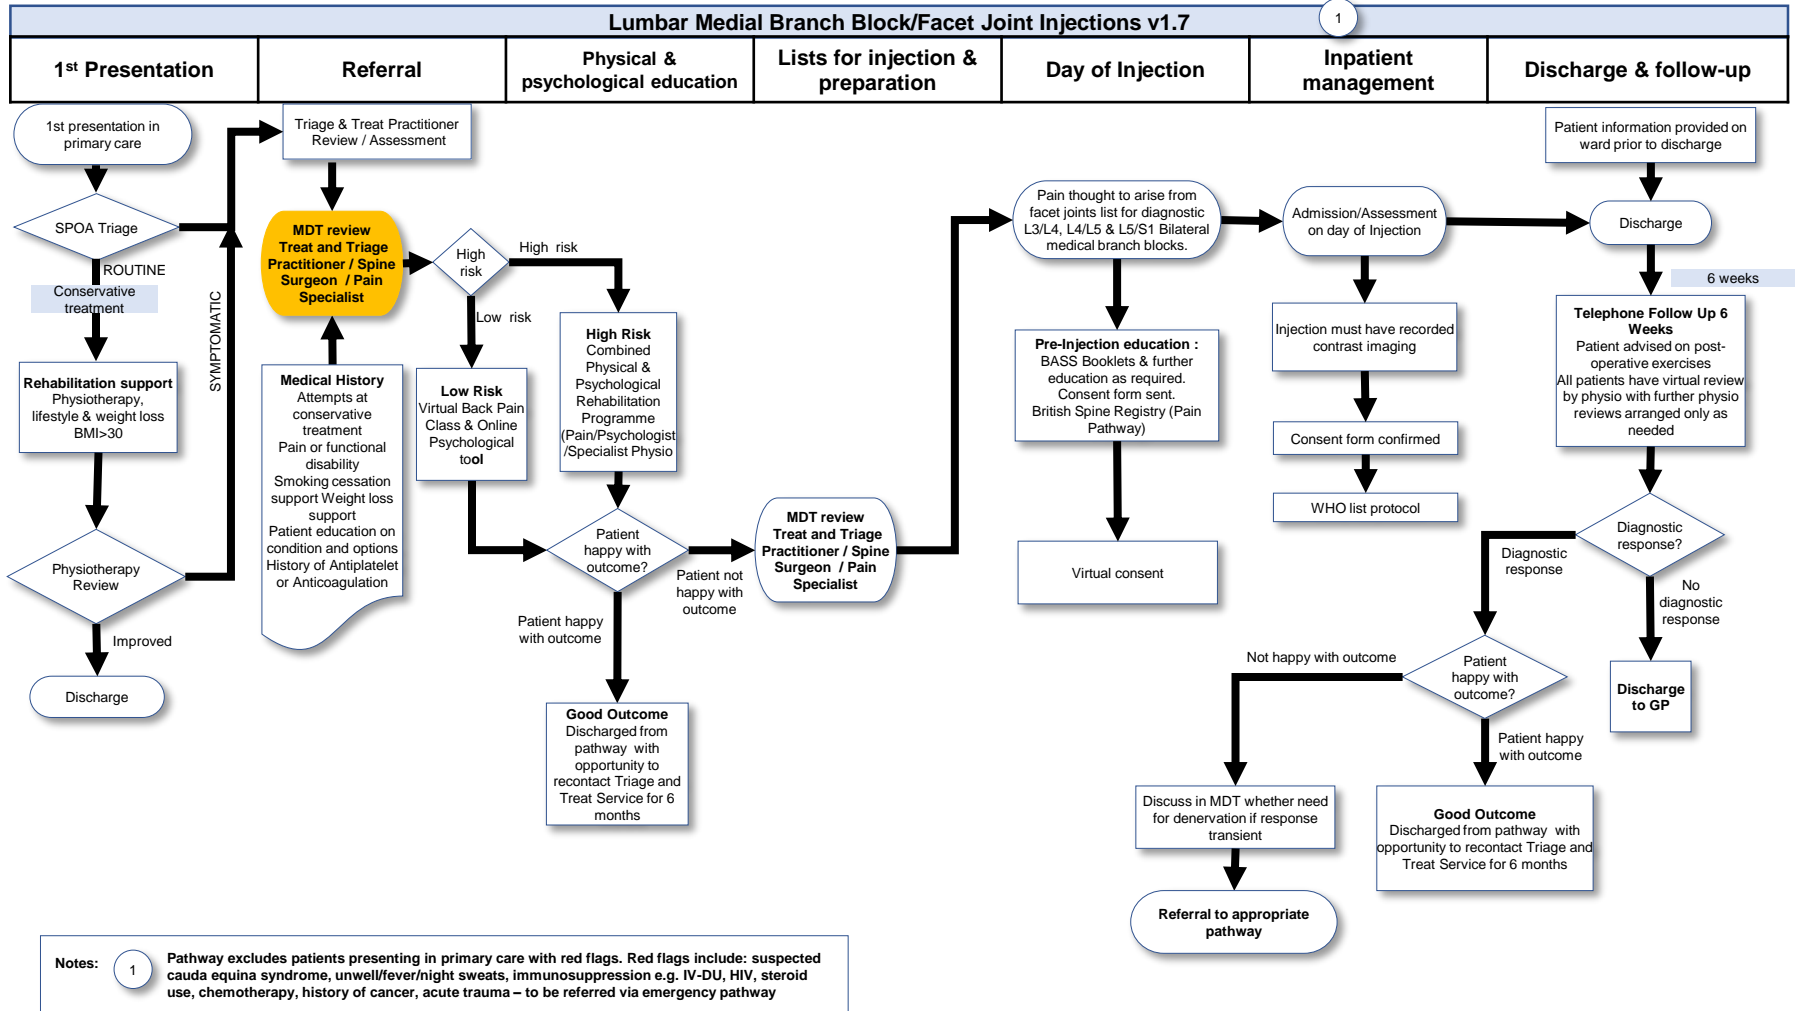 Lumbar Medial Branch Block/Facet Joint Injections v1.7
1
1st Presentation
Referral
Physical &
psychological education
Lists for injection &
preparation
Day of Injection
Inpatient
management
Discharge & follow-up
1st presentation in
primary care
SPOA Triage
ROUTINE
Conservative
treatment
Rehabilitation support
Physiotherapy,
lifestyle & weight loss
BMI>30
Physiotherapy
Review
Improved
Discharge
SYMPTOMATIC
Triage & Treat Practitioner
Review / Assessment
MDT review
Treat and Triage
Practitioner / Spine
Surgeon / Pain
Specialist
Medical History
Attempts at
conservative
treatment
Pain or functional
disability
Smoking cessation
support Weight loss
support
Patient education on
condition and options
History of Antiplatelet
or Anticoagulation
High
risk
High risk
Low risk
Low Risk
Virtual Back Pain
Class & Online
Psychological
tool
High Risk
Combined
Physical &
Psychological
Rehabilitation
Programme
(Pain/Psychologist
/Specialist Physio
Patient
happy with
outcome?
Patient not
happy with
outcome
Patient happy
with outcome
Good Outcome
Discharged from
pathway with
opportunity to
recontact Triage and
Treat Service for 6
months
MDT review
Treat and Triage
Practitioner / Spine
Surgeon / Pain
Specialist
Pain thought to arise from
facet joints list for diagnostic
L3/L4, L4/L5 & L5/S1 Bilateral
medical branch blocks.
Pre-Injection education :
BASS Booklets & further
education as required.
Consent form sent.
British Spine Registry (Pain
Pathway)
Virtual consent
Admission/Assessment
on day of Injection
Injection must have recorded
contrast imaging
Consent form confirmed
WHO list protocol
Patient information provided on
ward prior to discharge
Discharge
6 weeks
Telephone Follow Up 6
Weeks
Patient advised on post-
operative exercises
All patients have virtual review
by physio with further physio
reviews arranged only as
needed
Diagnostic
response?
Diagnostic
response
No
diagnostic
response
Discharge
to GP
Patient
happy with
outcome?
Not happy with outcome
Patient happy
with outcome
Discuss in MDT whether need
for denervation if response
transient
Referral to appropriate
pathway
Good Outcome
Discharged from pathway with
opportunity to recontact Triage and
Treat Service for 6 months
Notes:
1
Pathway excludes patients presenting in primary care with red flags. Red flags include: suspected
cauda equina syndrome, unwell/fever/night sweats, immunosuppression e.g. IV-DU, HIV, steroid
use, chemotherapy, history of cancer, acute trauma – to be referred via emergency pathway